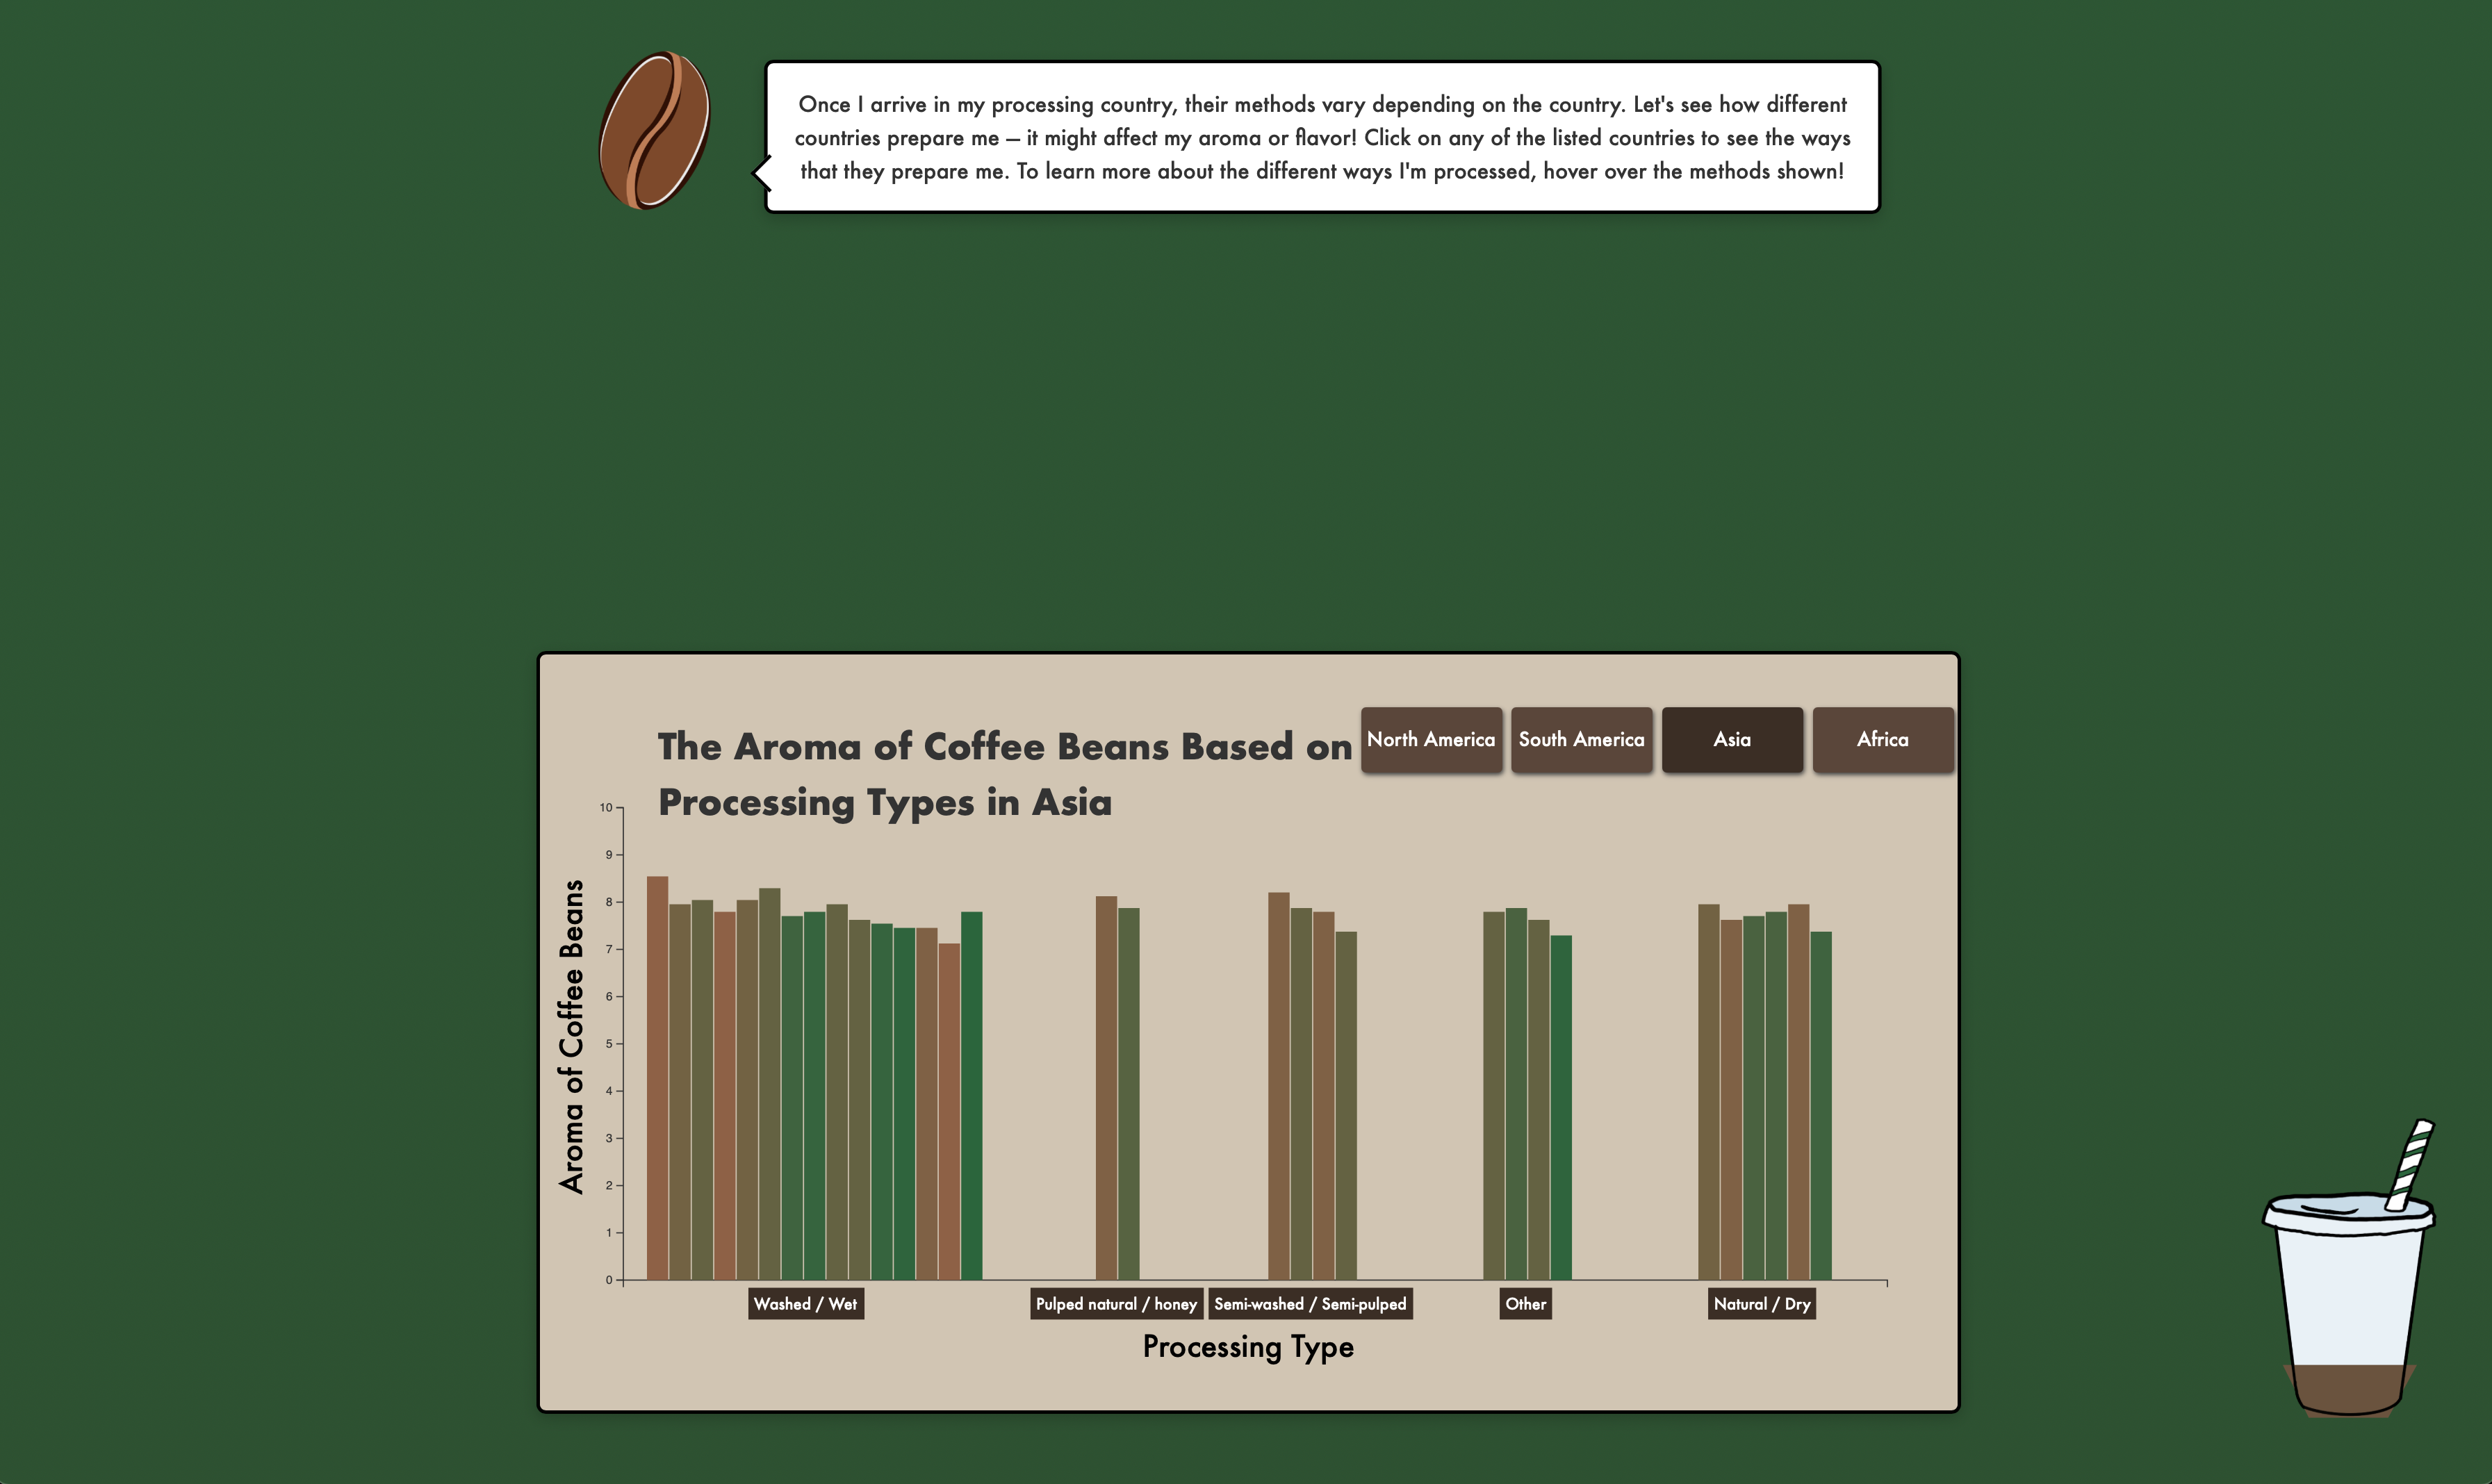 Once I arrive in my processing country, their methods vary depending on the country. Let's see how different
countries prepare me — it might affect my aroma or flavor! Click on any of the listed countries to see the ways
that they prepare me. To learn more about the different ways I'm processed, hover over the methods shown!
The Aroma of Coffee Beans Based on
Processing Types in Asia
North America
South America
Asia
Africa
Aroma of Coffee Beans
10
9
8
7
6
5
4
3
2
1
0
Washed / Wet
Pulped natural / honey
Semi-washed / Semi-pulped
Other
Natural / Dry
Processing Type